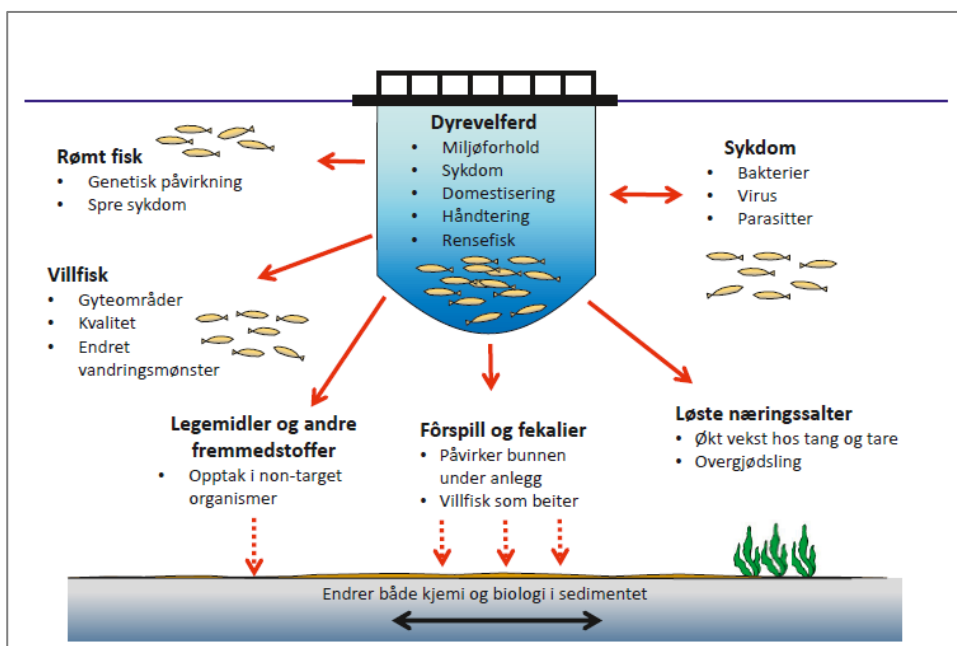 Dyrevelferd
• Miljøforhold
• Sykdom
• Domestisering
• Håndtering
• Rensefisk
Rømt fisk
• Genetisk påvirkning
• Spre sykdom
Sykdom
• Bakterier
• Virus
• Parasitter
Villfisk
• Gyteområder
• Kvalitet
• Endret
vandringsmønster
Legemidler og andre
fremmedstoffer
• Opptak i non-target
organismer
Fôrspill og fekalier
• Påvirker bunnen
under anlegg
• Villfisk som beiter
Løste næringssalter
• Økt vekst hos tang og tare
• Overgjødsling
Endrer både kjemi og biologi i sedimentet